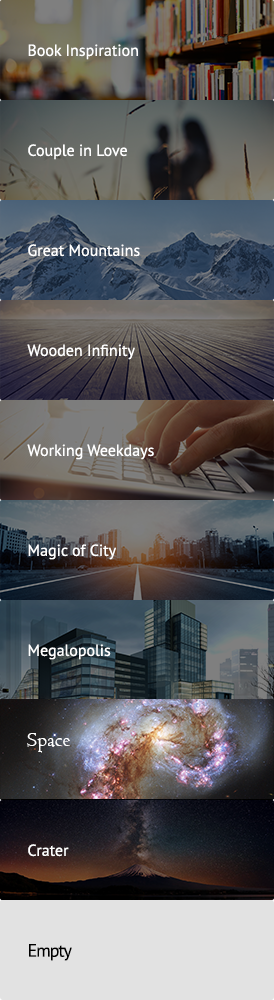 Book Inspiration
Couple in Love
Great Mountains
Wooden Infinity
Working Weekdays
Magic of City
Megalopolis
Space
Crater
Empty